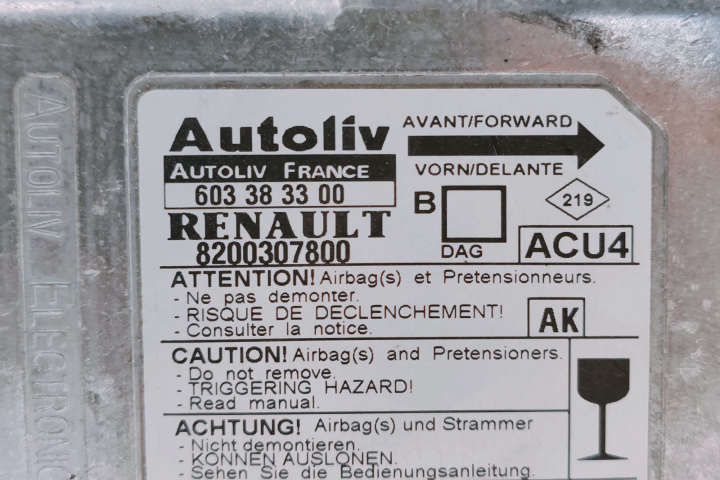 Autoliv
AVANT/FORWARD
AUTOLIV FRANCE
VORN/DELANTE
603 38 33 00
B
219
RENAULT
8200307800
DAG
ACU4
ATTENTION! Airbag(s) et Pretensionneurs.
- Ne pas demonter.
- RISQUE DE DECLENCHEMENT!
- Consulter la notice.
AK
CAUTION! Airbag(s) and Pretensioners.
- Do not remove.
- TRIGGERING HAZARD!
- Read manual.
ACHTUNG! Airbag(s) und Strammer
- Nicht demontieren.
- KONNEN AUSLONEN.
- Sehen Sie die Bedienungsanleitung.
AUTOLIV ELECTRONIC